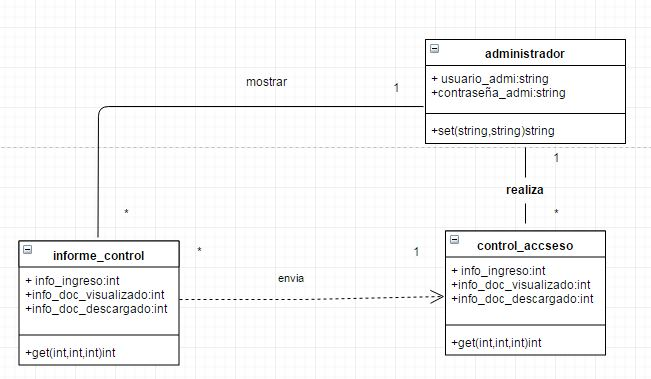 administrador
+ usuario_admi:string
+contraseña_admi:string
+set(string,string)string
mostrar
1
1
realiza
*
*
informe_control
+ info_ingreso:int
+info_doc_visualizado:int
+info_doc_descargado:int
+get(int,int,int)int
*
1
envia
control_accseso
+ info_ingreso:int
+info_doc_visualizado:int
+info_doc_descargado:int
+get(int,int,int)int